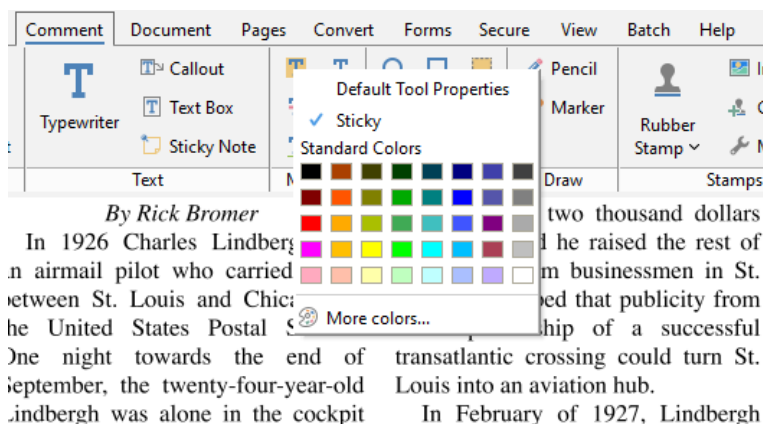 Comment Document Pages Convert Forms Secure View Batch Help
Callout
Text Box
Sticky Note
Typewriter
Text
Default Tool Properties
Sticky
Standard Colors
More colors...
Pencil
Marker
Draw
Rubber
Stamp
Stamps
By Rick Bromer
In 1926 Charles
airmail pilot who carried
between St. Louis and
the United States Postal
One night towards the end of
September, the twenty-four-year-old
Lindbergh was alone in the cockpit
two thousand dollars
he raised the rest of
businessmen in St.
that publicity from
of a successful
transatlantic crossing could turn St.
Louis into an aviation hub.
In February of 1927, Lindbergh